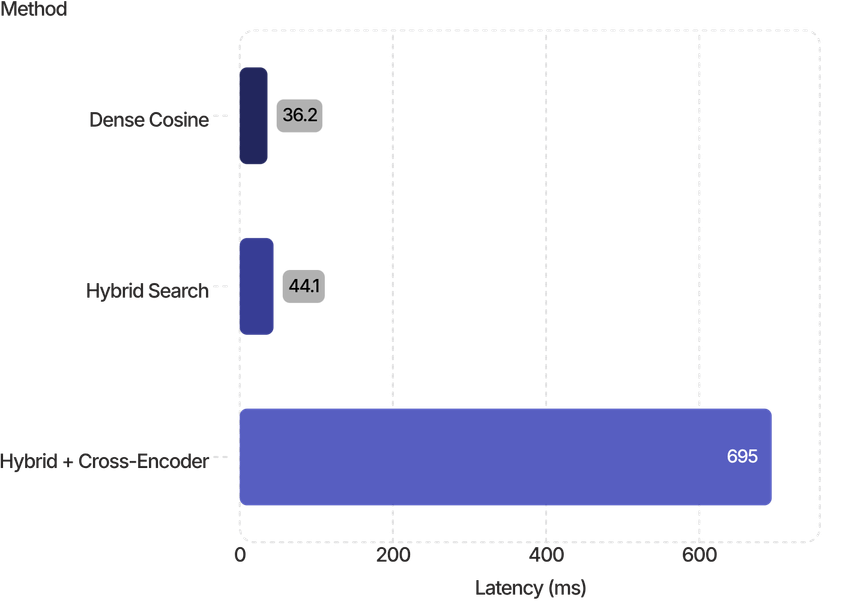 Method
Dense Cosine
36.2
Hybrid Search
44.1
Hybrid + Cross-Encoder
695
0 200 400 600
Latency (ms)